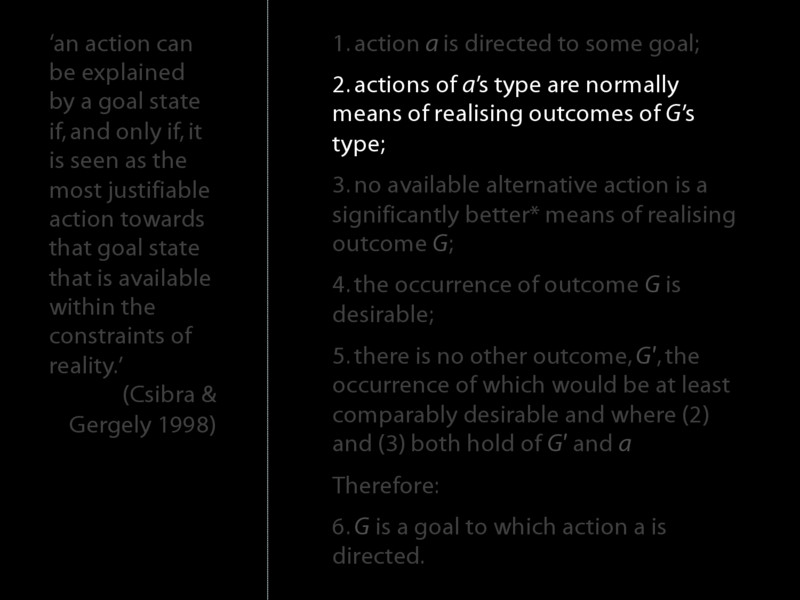 ‘an action can
be explained
by a goal state
if, and only if, it
is seen as the
most justifiable
action towards
that goal state
that is available
within the
constraints of
reality.’
(Csibra &
Gergely 1998)
1. action a is directed to some goal;
2. actions of a’s type are normally
means of realising outcomes of G’s
type;
3. no available alternative action is a
significantly better* means of realising
outcome G;
4. the occurrence of outcome G is
desirable;
5. there is no other outcome, G′, the
occurrence of which would be at least
comparably desirable and where (2)
and (3) both hold of G′ and a
Therefore:
6. G is a goal to which action a is
directed.